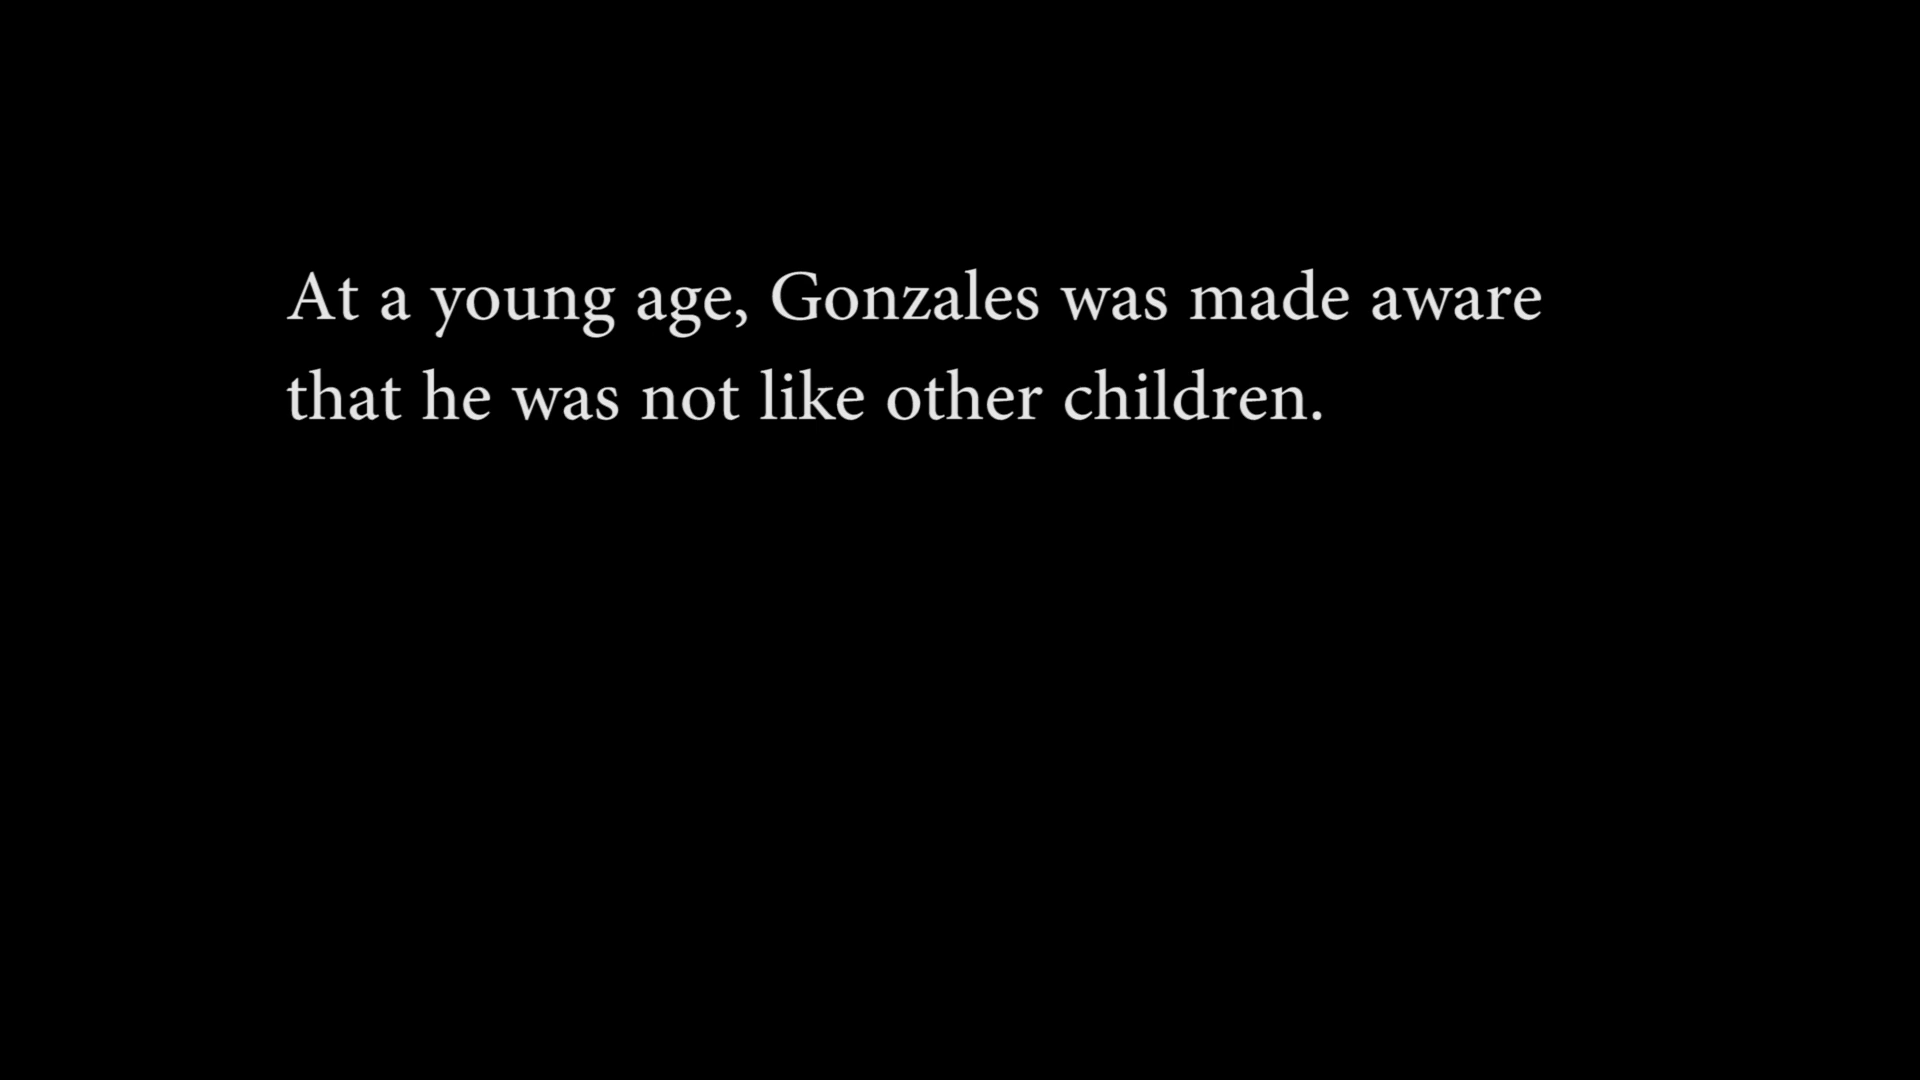 At a young age, Gonzales was made aware
that he was not like other children.